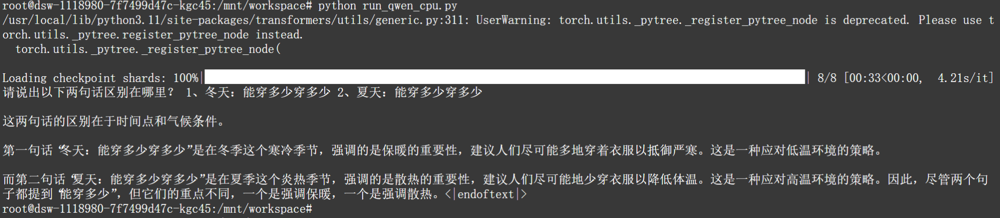 root@dsw-1118980-7f7499d47c-kgc45:/mnt/workspace# python run_qwen_cpu.py
/usr/local/lib/python3.11/site-packages/transformers/utils/generic.py:311: UserWarning: torch.utils._pytree._register_pytree_node is deprecated. Please use t
orch.utils._pytree.register_pytree_node instead.
  torch.utils._pytree._register_pytree_node(
Loading checkpoint shards: 100%|| 8/8 [00:33<00:00,  4.21s/it]
请说出以下两句话区别在哪里？ 1、冬天：能穿多少穿多少 2、夏天：能穿多少穿多少
这两句话的区别在于时间点和气候条件。
第一句话“冬天：能穿多少穿多少”是在冬季这个寒冷季节，强调的是保暖的重要性，建议人们尽可能多地穿着衣服以抵御严寒。这是一种应对低温环境的策略。
而第二句话“夏天：能穿多少穿多少”是在夏季这个炎热季节，强调的是散热的重要性，建议人们尽可能地少穿衣服以降低体温。这是一种应对高温环境的策略。因此，尽管两个句
子都提到“能穿多少”，但它们的重点不同，一个是强调保暖，一个是强调散热。<|endoftext|>
root@dsw-1118980-7f7499d47c-kgc45:/mnt/workspace#